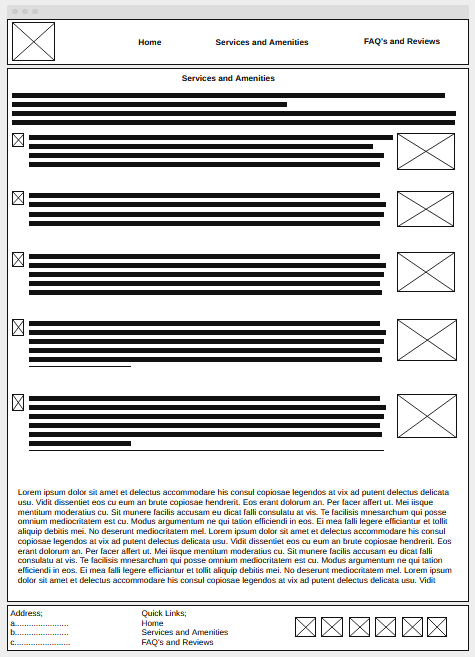 Home
Services and Amenities
FAQ's and Reviews
Services and Amenities
Lorem ipsum dolor sit amet et delectus accommodare his consul copiosae legendos at vix ad putent delectus delicata
usu. Vidit dissentiet eos cu eum an brute copiosae hendrerit. Eos erant dolorum an. Per facer affert ut. Mei iisque
mentitum moderatius cu. Sit munere facilis accusam eu dicat falli consulatu at vis. Te facilisis mnesarchum qui posse
omnium mediocritatem est cu. Modus argumentum ne qui tation efficiendi in eos. Ei mea falli legere efficiantur et tollit
aliquip debitis mei. No deserunt mediocritatem mel. Lorem ipsum dolor sit amet et delectus accommodare his consul
copiosae legendos at vix ad putent delectus delicata usu. Vidit dissentiet eos cu eum an brute copiosae hendrerit. Eos
erant dolorum an. Per facer affert ut. Mei iisque mentitum moderatius cu. Sit munere facilis accusam eu dicat falli
consulatu at vis. Te facilisis mnesarchum qui posse omnium mediocritatem est cu. Modus argumentum ne qui tation
efficiendi in eos. Ei mea falli legere efficiantur et tollit aliquip debitis mei. No deserunt mediocritatem mel. Lorem ipsum
dolor sit amet et delectus accommodare his consul copiosae legendos at vix ad putent delectus delicata usu. Vidit
Address;
a.......................
b.......................
c........................
Quick Links;
Home
Services and Amenities
FAQ's and Reviews